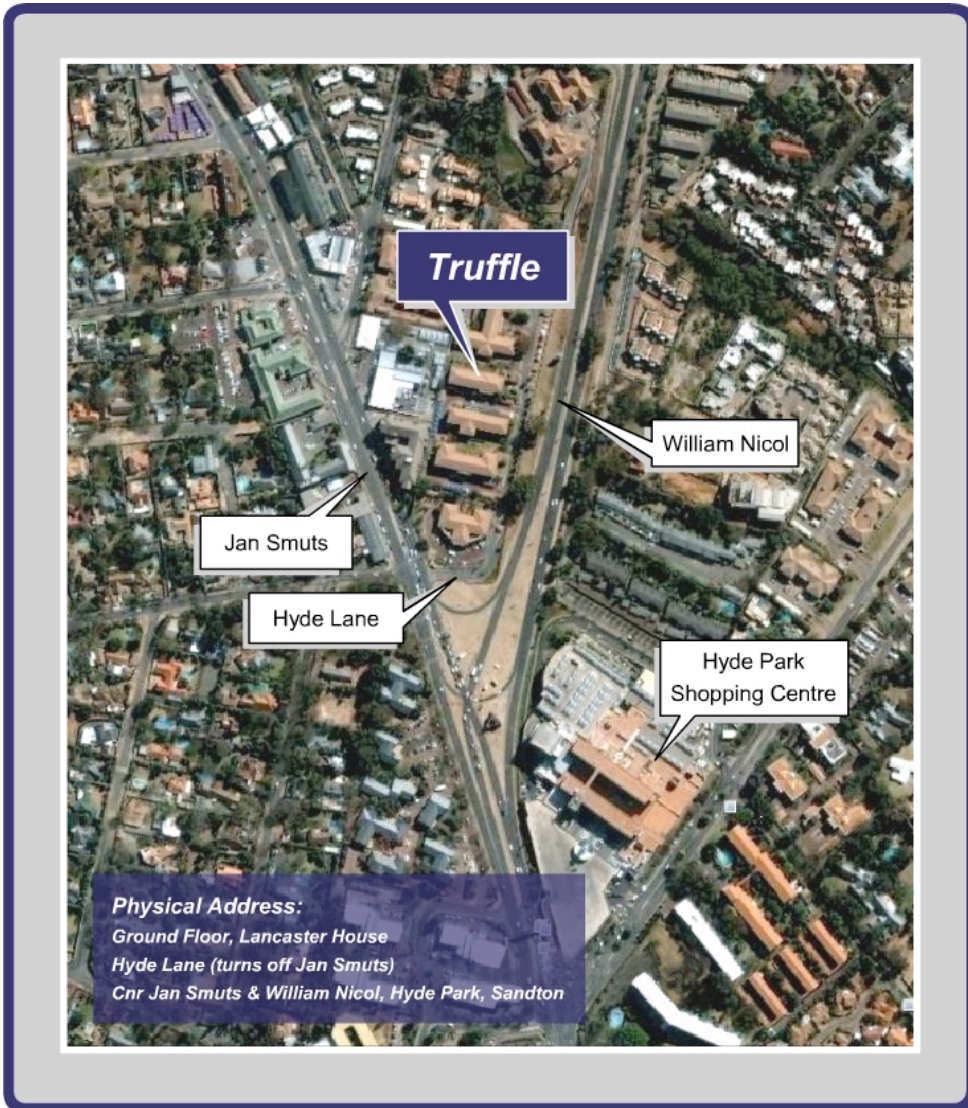 Truffle
William Nicol
Jan Smuts
Hyde Lane
Hyde Park
Shopping Centre
Physical Address:
Ground Floor, Lancaster House
Hyde Lane (turns off Jan Smuts)
Cnr Jan Smuts & William Nicol, Hyde Park, Sandton